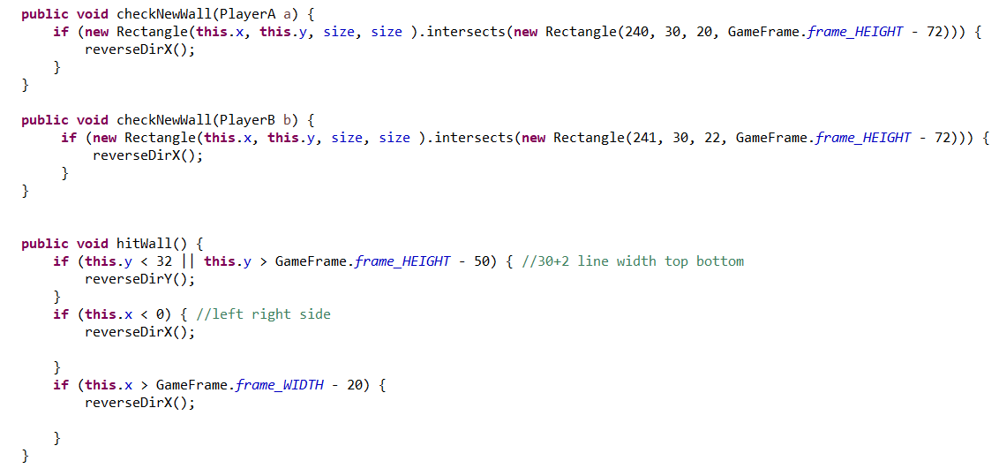 public void checkNewWall(PlayerA a) {
    if (new Rectangle(this.x, this.y, size, size ).intersects(new Rectangle(240, 30, 20, GameFrame.frame_HEIGHT - 72))) {
        reverseDirX();
    }
}

public void checkNewWall(PlayerB b) {
     if (new Rectangle(this.x, this.y, size, size ).intersects(new Rectangle(241, 30, 22, GameFrame.frame_HEIGHT - 72))) {
         reverseDirX();
     }
}


public void hitWall() {
    if (this.y < 32 || this.y > GameFrame.frame_HEIGHT - 50) { //30+2 line width top bottom
        reverseDirY();
    }
    if (this.x < 0) { //left right side
        reverseDirX();

    }
    if (this.x > GameFrame.frame_WIDTH - 20) {
        reverseDirX();

    }
}